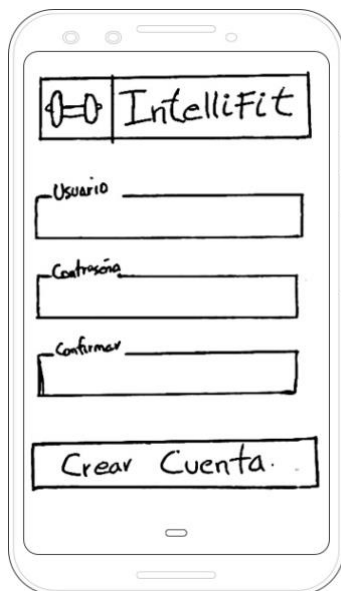 IntelliFit
Usuario
Contraseña
Confirmar
Crear Cuenta.